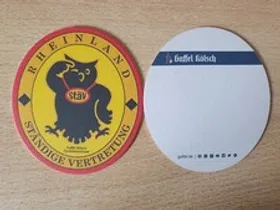 RHEINLAND
stäv
STÄNDIGE VERTRETUNG
Gaffel Kölsch